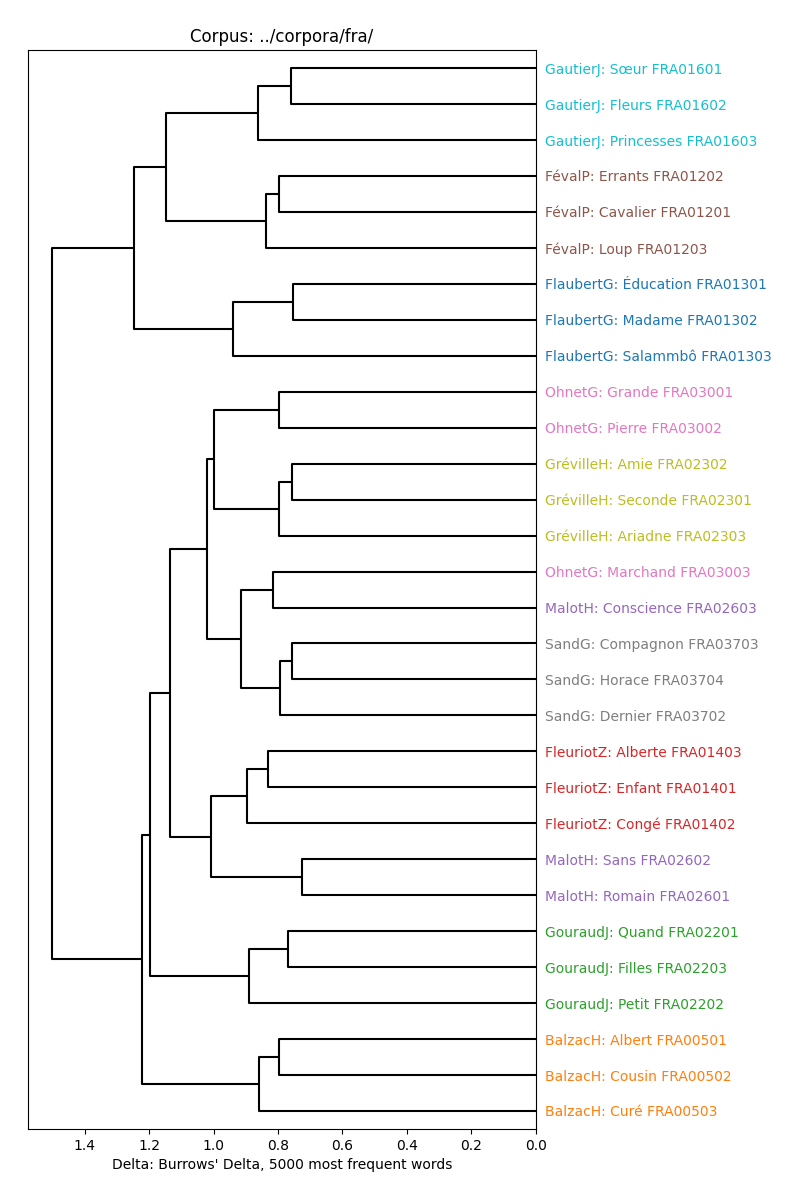 Corpus: ../corpora/fra/
GautierJ: Sœur FRA01601
GautierJ: Fleurs FRA01602
GautierJ: Princesses FRA01603
FévalP: Errants FRA01202
FévalP: Cavalier FRA01201
FévalP: Loup FRA01203
FlaubertG: Éducation FRA01301
FlaubertG: Madame FRA01302
FlaubertG: Salammbô FRA01303
OhnetG: Grande FRA03001
OhnetG: Pierre FRA03002
GrévilleH: Amie FRA02302
GrévilleH: Seconde FRA02301
GrévilleH: Ariadne FRA02303
OhnetG: Marchand FRA03003
MalotH: Conscience FRA02603
SandG: Compagnon FRA03703
SandG: Horace FRA03704
SandG: Dernier FRA03702
FleuriotZ: Alberte FRA01403
FleuriotZ: Enfant FRA01401
FleuriotZ: Congé FRA01402
MalotH: Sans FRA02602
MalotH: Romain FRA02601
GouraudJ: Quand FRA02201
GouraudJ: Filles FRA02203
GouraudJ: Petit FRA02202
BalzacH: Albert FRA00501
BalzacH: Cousin FRA00502
BalzacH: Curé FRA00503
1.4 1.2 1.0 0.8 0.6 0.4 0.2 0.0
Delta: Burrows' Delta, 5000 most frequent words